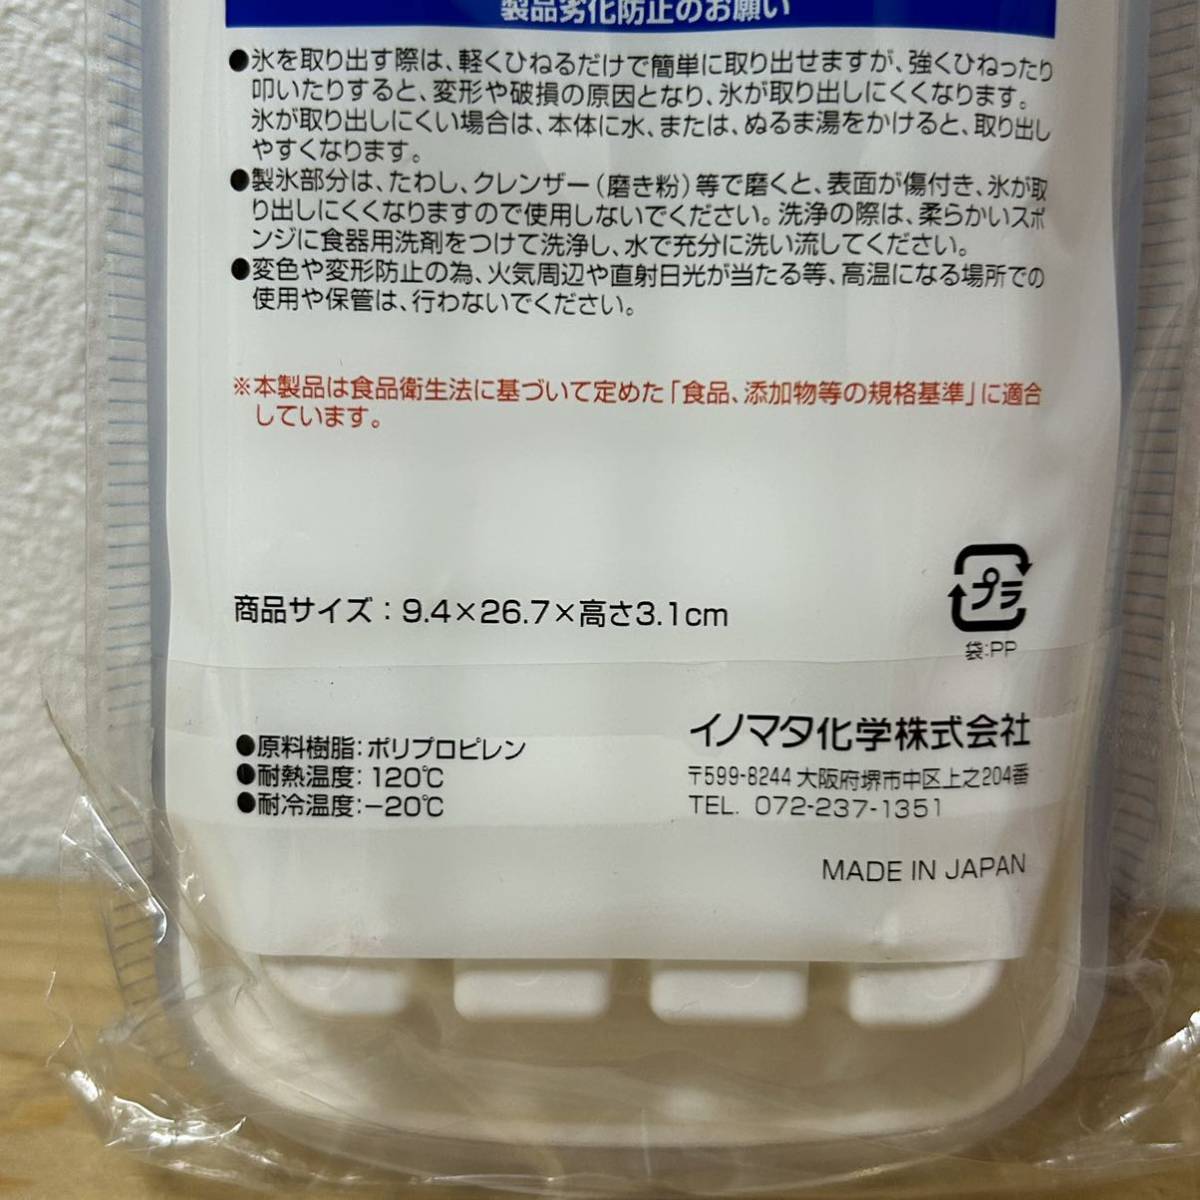 製品劣化防止のお願い
●氷を取り出す際は、軽くひねるだけで簡単に取り出せますが、強くひねったり
叩いたりすると、変形や破損の原因となり、氷が取り出しにくくなります。
氷が取り出しにくい場合は、本体に水、または、ぬるま湯をかけると、取り出し
やすくなります。
●製氷部分は、たわし、クレンザー(磨き粉)等で磨くと、表面が傷付き、氷が取
り出しにくくなりますので使用しないでください。洗浄の際は、柔らかいスポ
ンジに食器用洗剤をつけて洗浄し、水で充分に洗い流してください。
●変色や変形防止の為、火気周辺や直射日光が当たる等、高温になる場所での
使用や保管は、行わないでください。
※本製品は食品衛生法に基づいて定めた「食品、添加物等の規格基準」に適合
しています。
商品サイズ：9.4×26.7×高さ3.1cm
プラ
袋:PP
●原料樹脂：ポリプロピレン
●耐熱温度：120℃
●耐冷温度：−20℃
イノマタ化学株式会社
〒599-8244 大阪府堺市中区上之204番
TEL. 072-237-1351
MADE IN JAPAN